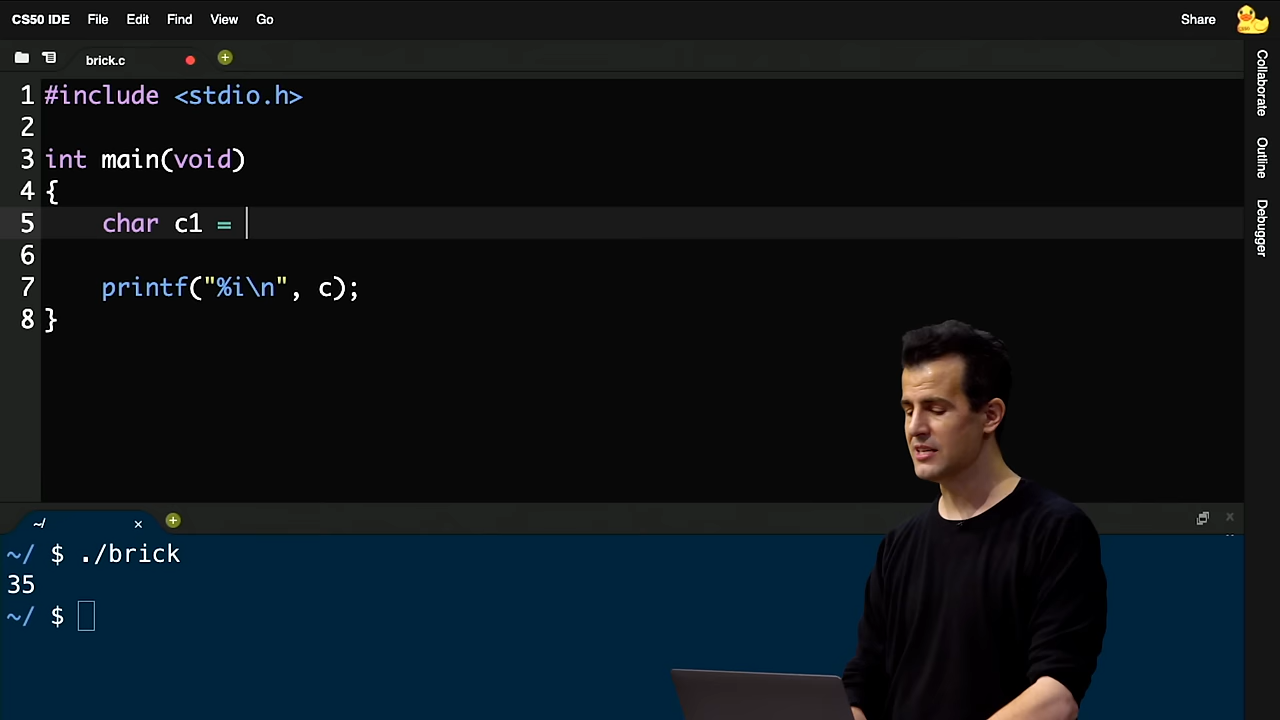 CS50 IDE File Edit Find View Go Share
brick.c
1 #include <stdio.h>
2
3 int main(void)
4 {
5 char c1 =
6
7 printf("%i\n", c);
8 }
Collaborate
Outline
Debugger
~/
~/ $ ./brick
35
~/ $